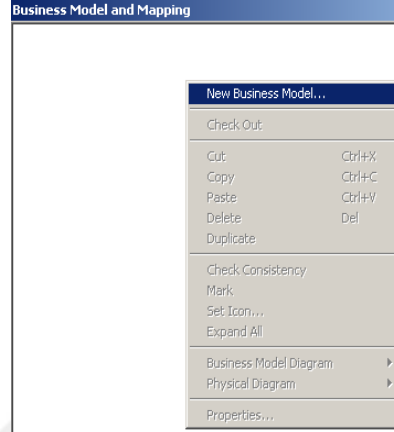 Business Model and Mapping
New Business Model...
Check Out
Cut Ctrl+X
Copy Ctrl+C
Paste Ctrl+V
Delete Del
Duplicate
Check Consistency
Mark
Set Icon...
Expand All
Business Model Diagram
Physical Diagram
Properties...